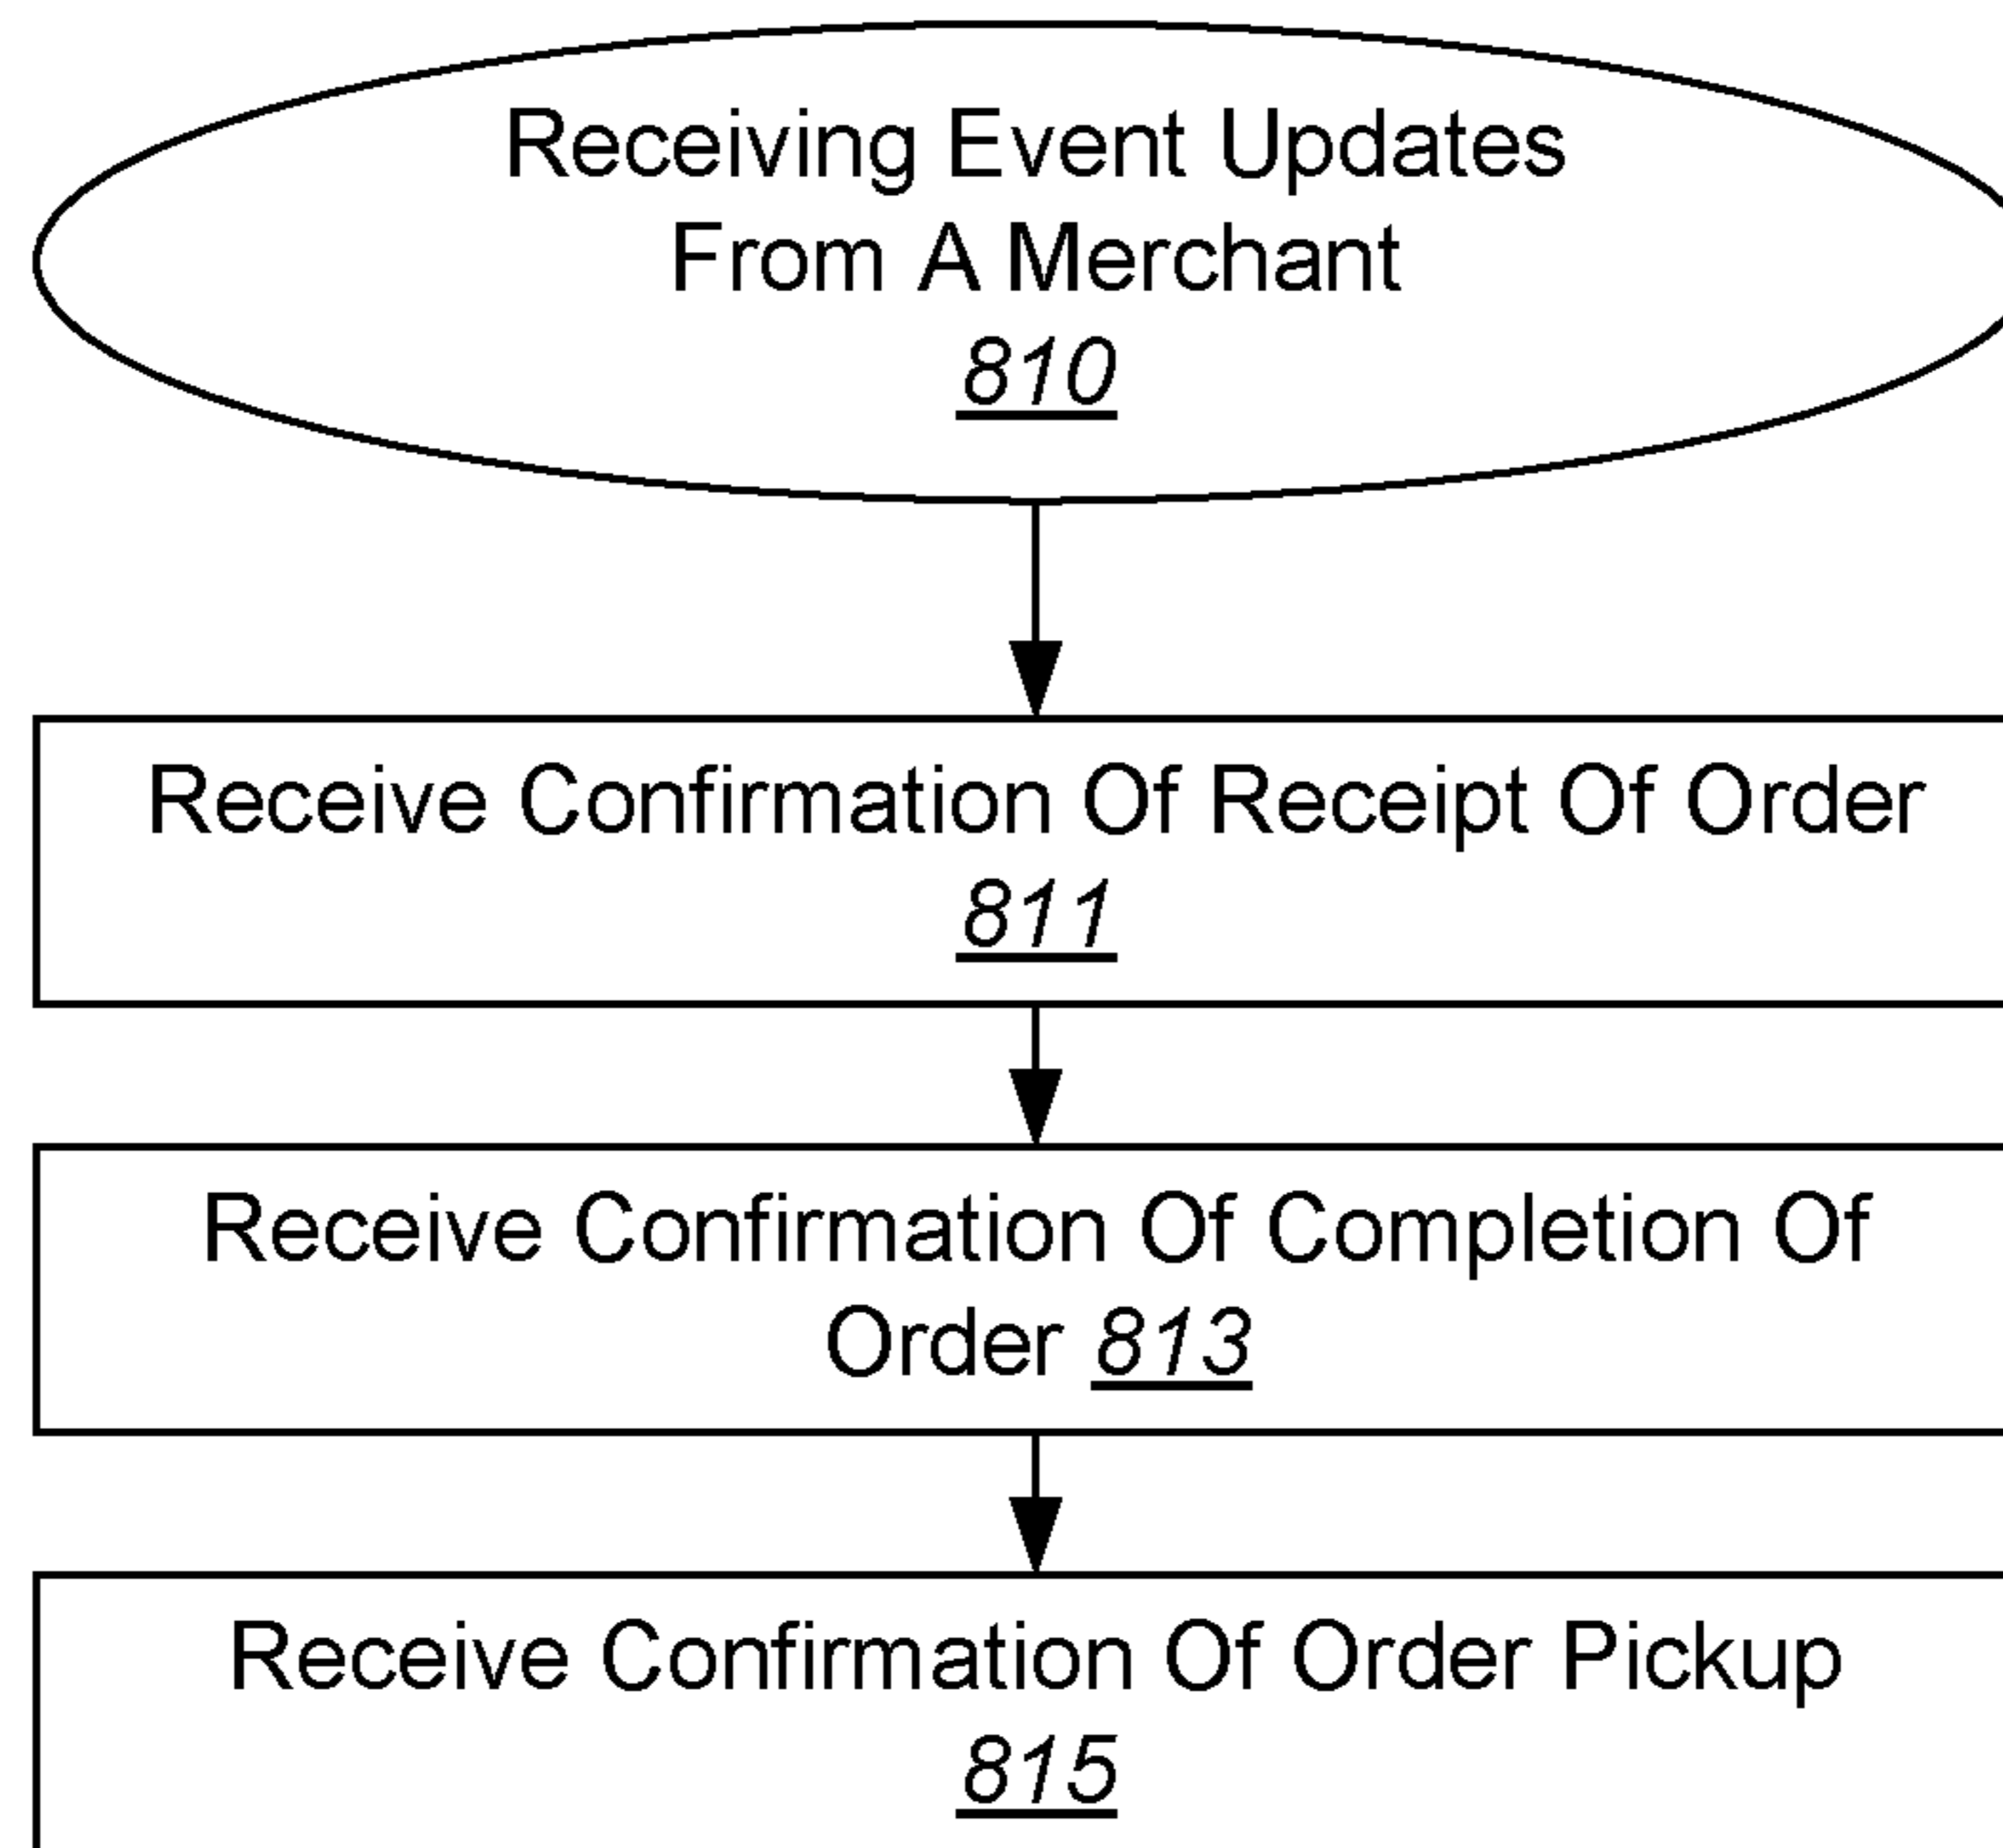 Receiving Event Updates
From A Merchant
810
Receive Confirmation Of Receipt Of Order
811
Receive Confirmation Of Completion Of
Order 813
Receive Confirmation Of Order Pickup
815